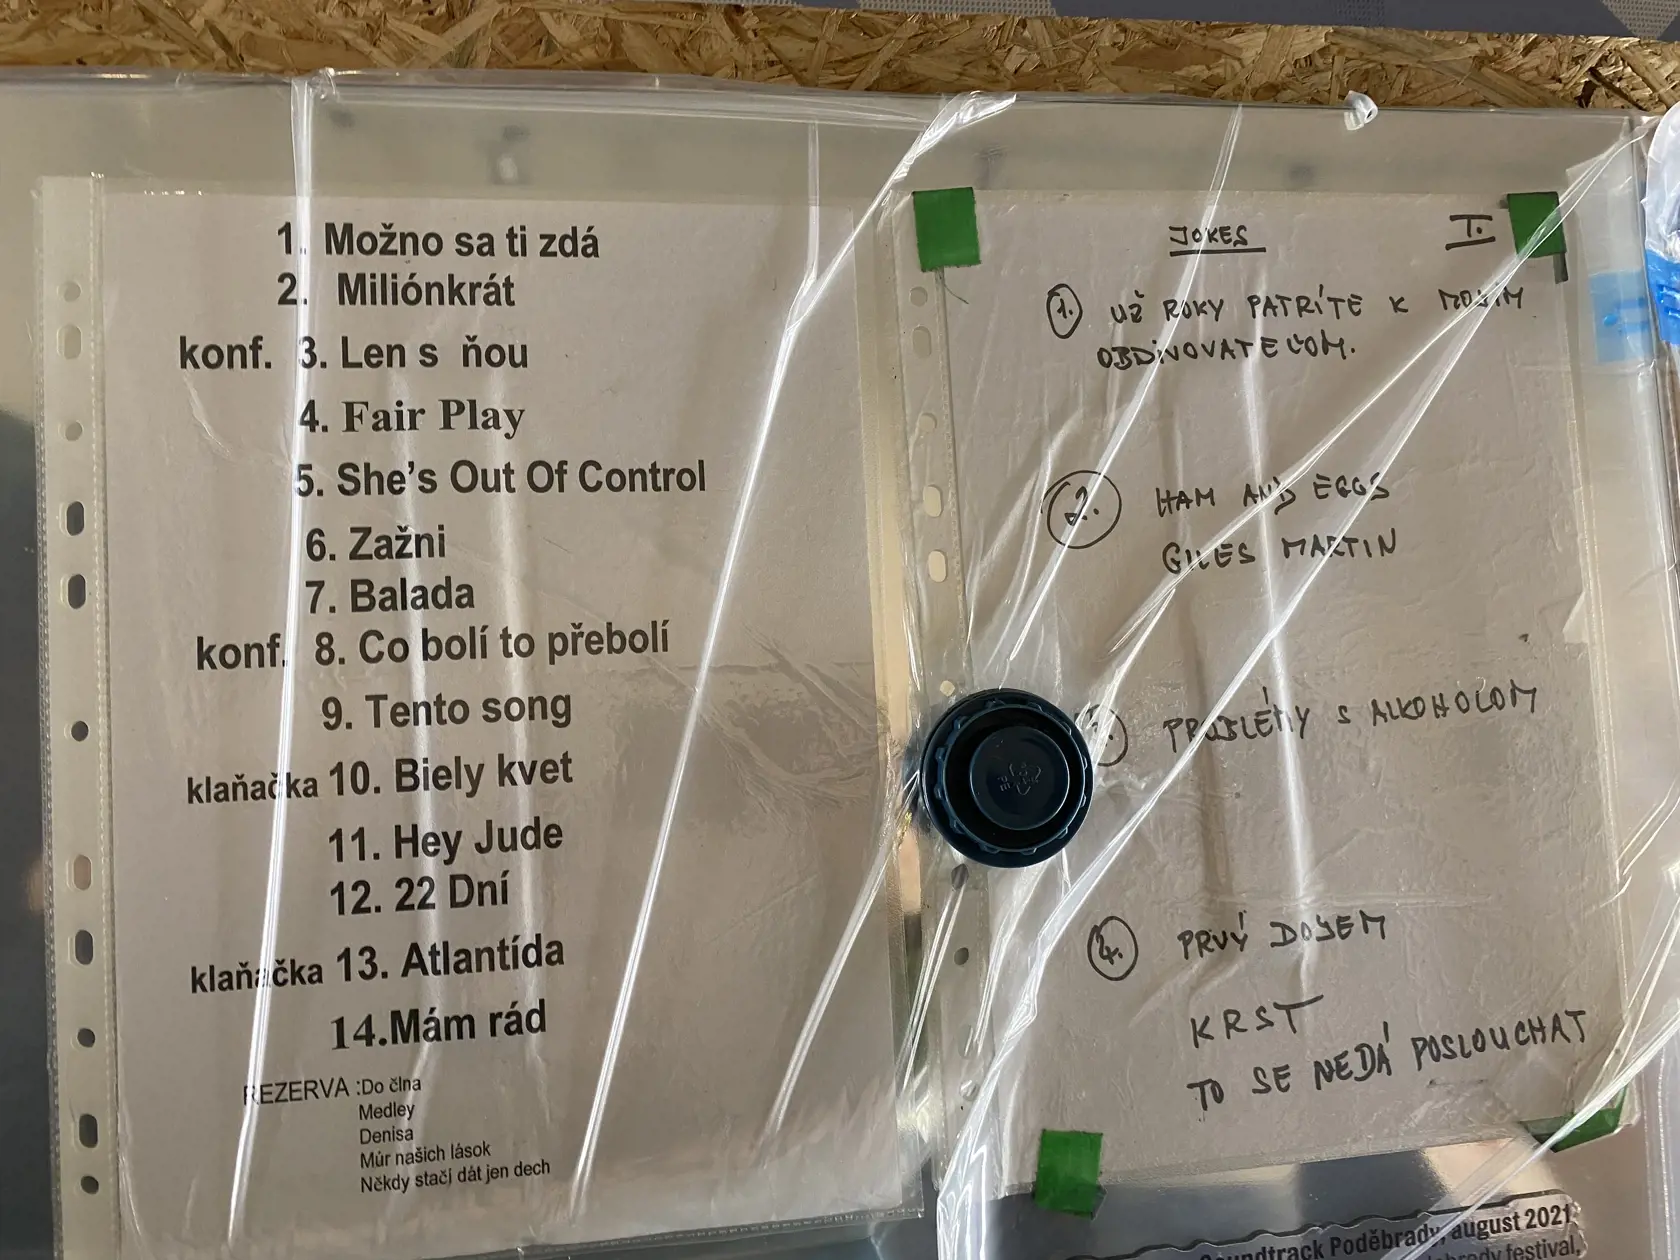 1. Možno sa ti zdá
2. Miliónkrát
konf. 3. Len s ňou
4. Fair Play
5. She's Out Of Control
6. Zažni
7. Balada
konf. 8. Co bolí to přebolí
9. Tento song
klaňačka 10. Biely kvet
11. Hey Jude
12. 22 Dní
klaňačka 13. Atlantída
14.Mám rád
REZERVA :Do člna
Medley
Denisa
Múr našich lások
Někdy stačí dát jen dech
JOKES I.
1. UŽ ROKY PATRÍTE K MOJIM
OBDIVOVATEĽOM.
2. HAM AND EGGS
GILES MARTIN
PROBLÉMY S ALKOHOLOM
4. PRVÝ DOJEM
KRST
TO SE NEDÁ POSLOUCHAT
Soundtrack Poděbrady, august 2021
festival,